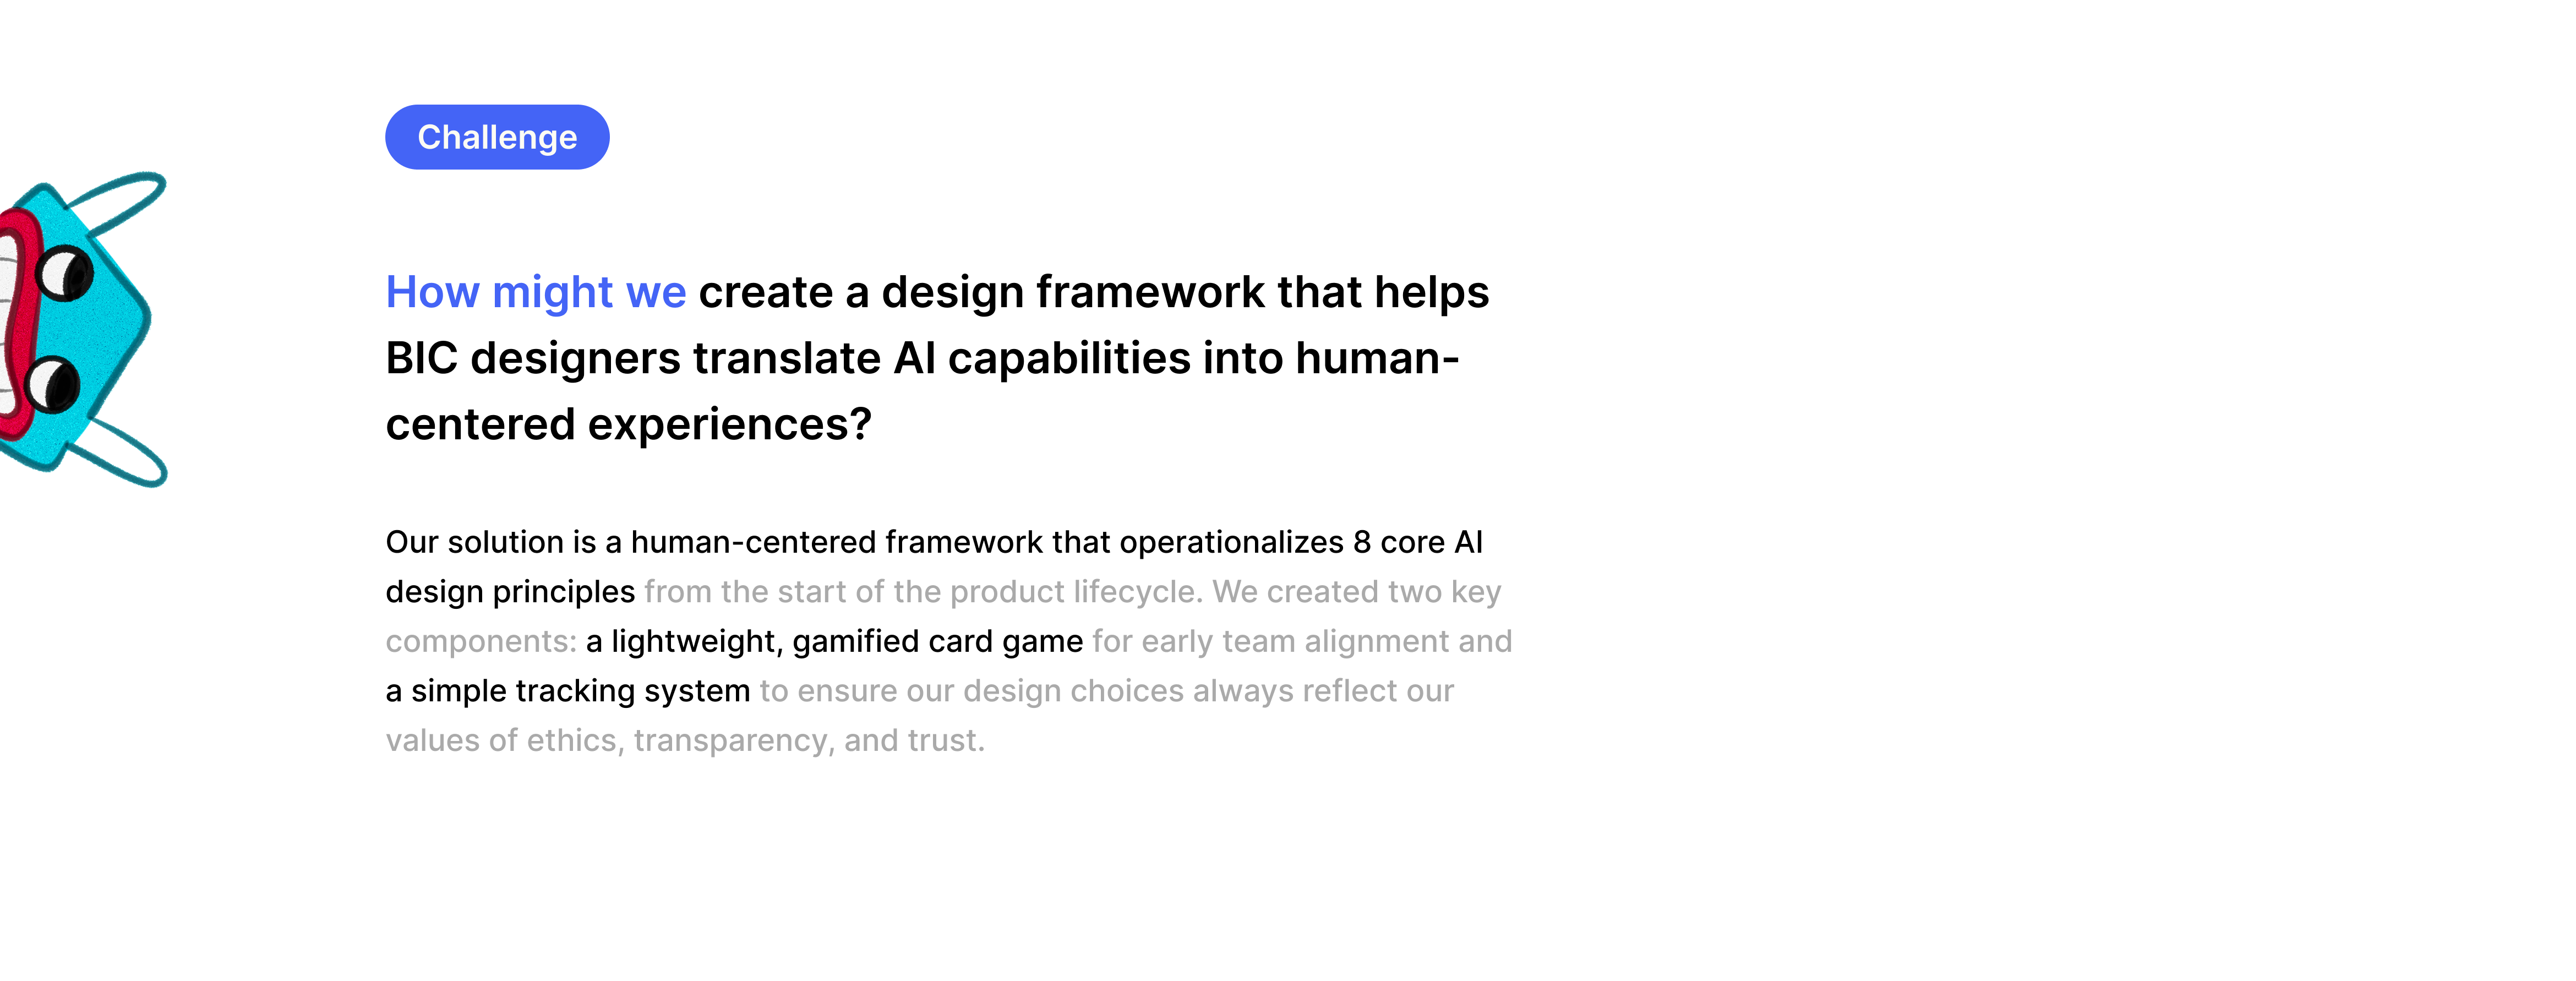 Challenge
How might we create a design framework that helps
BIC designers translate AI capabilities into human-
centered experiences?
Our solution is a human-centered framework that operationalizes 8 core AI
design principles from the start of the product lifecycle. We created two key
components: a lightweight, gamified card game for early team alignment and
a simple tracking system to ensure our design choices always reflect our
values of ethics, transparency, and trust.